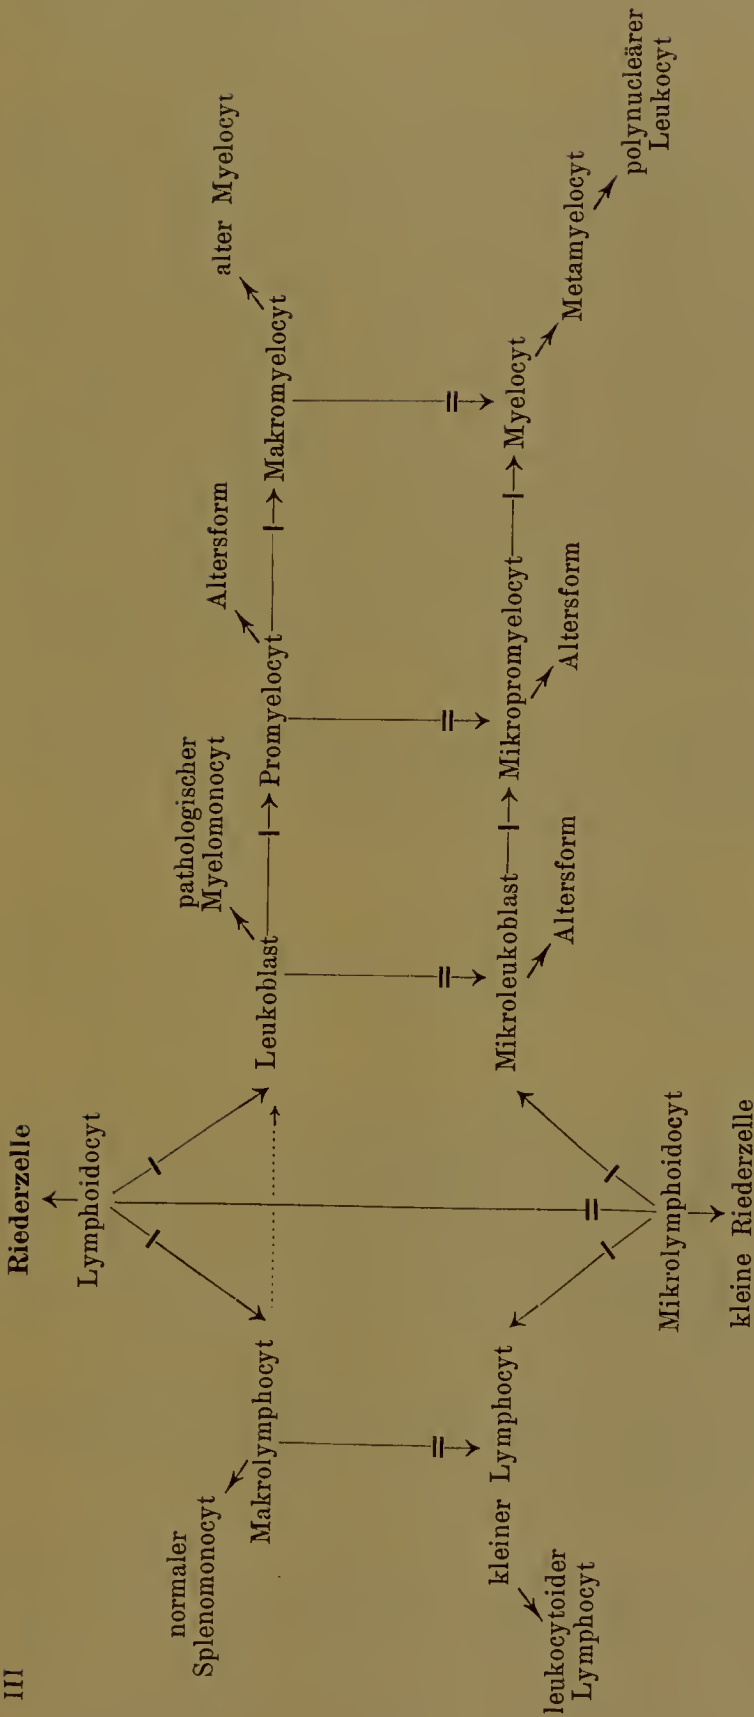 III
Riederzelle
Lymphoidocyt
normaler
Splenomonocyt
pathologischer
Myelomonocyt
Altersform
alter Myelocyt
Makrolymphocyt
Leukoblast
Promyelocyt
Makromyelocyt
kleiner Lymphocyt
Mikroleukoblast
Mikropromyelocyt
Myelocyt
leukocytoider
Lymphocyt
Altersform
Altersform
Metamyelocyt
polynucleärer
Leukocyt
Mikrolymphoidocyt
kleine Riederzelle